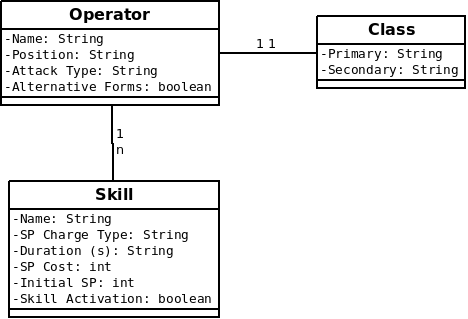 Operator
-Name: String
-Position: String
-Attack Type: String
-Alternative Forms: boolean
1 1
Class
-Primary: String
-Secondary: String
1
n
Skill
-Name: String
-SP Charge Type: String
-Duration (s): String
-SP Cost: int
-Initial SP: int
-Skill Activation: boolean